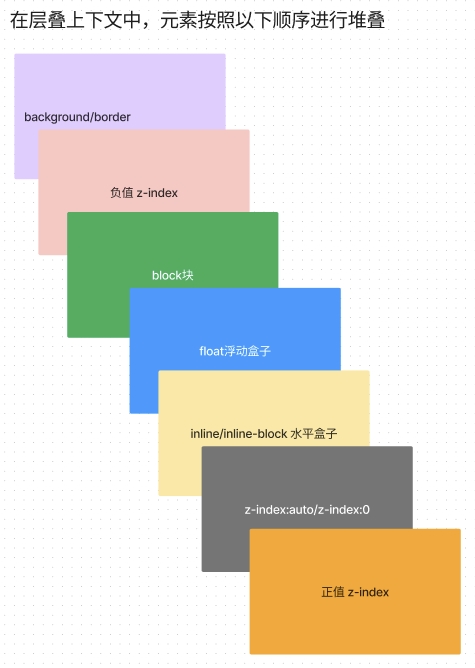 在层叠上下文中，元素按照以下顺序进行堆叠
background/border
负值 z-index
block块
float浮动盒子
inline/inline-block 水平盒子
z-index:auto/z-index:0
正值 z-index